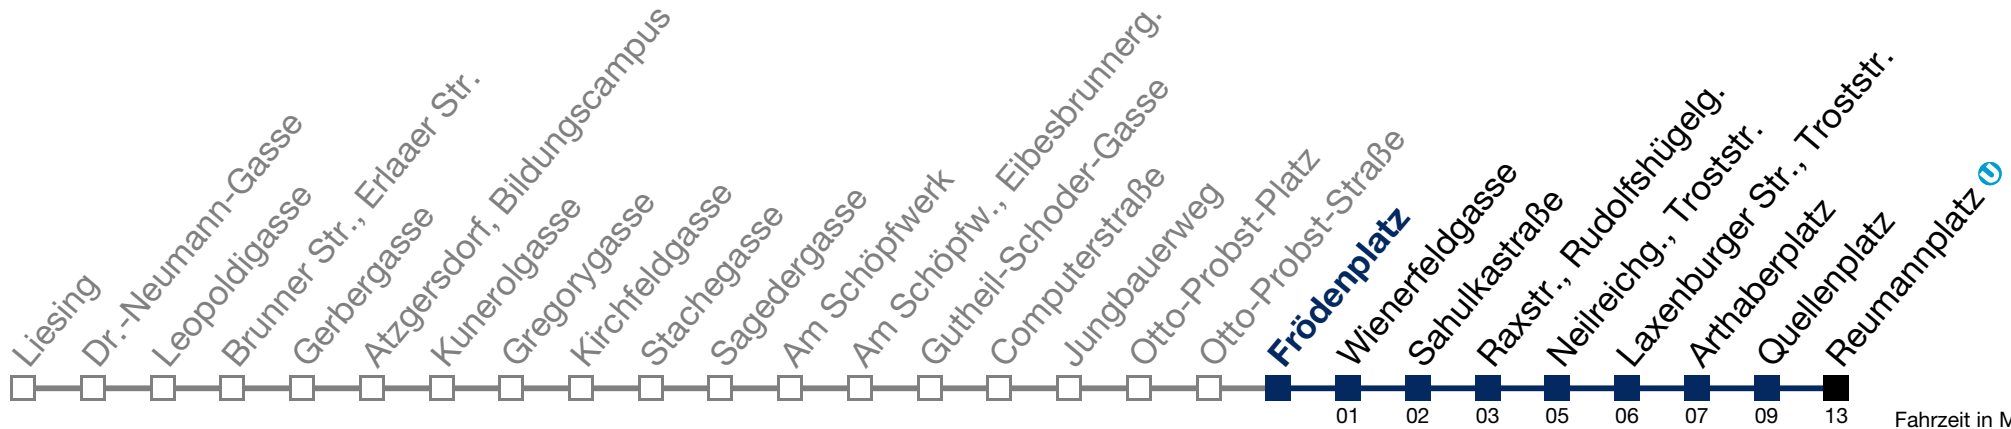 Liesing
Dr.-Neumann-Gasse
Leopoldigasse
Brunner Str., Erlaaer Str.
Gerbergasse
Atzgersdorf, Bildungscampus
Kunerolgasse
Gregorygasse
Kirchfeldgasse
Stachegasse
Sagedergasse
Am Schöpfwerk
Am Schöpfw., Eibesbrunnerg.
Gutheil-Schoder-Gasse
Computerstraße
Jungbauerweg
Otto-Probst-Platz
Otto-Probst-Straße
Frödenplatz
Wienerfeldgasse
Sahulkastraße
Raxstr., Rudolfshügelg.
Neilreichg., Troststr.
Laxenburger Str., Troststr.
Arthaberplatz
Quellenplatz
Reumannplatz U
01 02 03 05 06 07 09 13
Fahrzeit in M